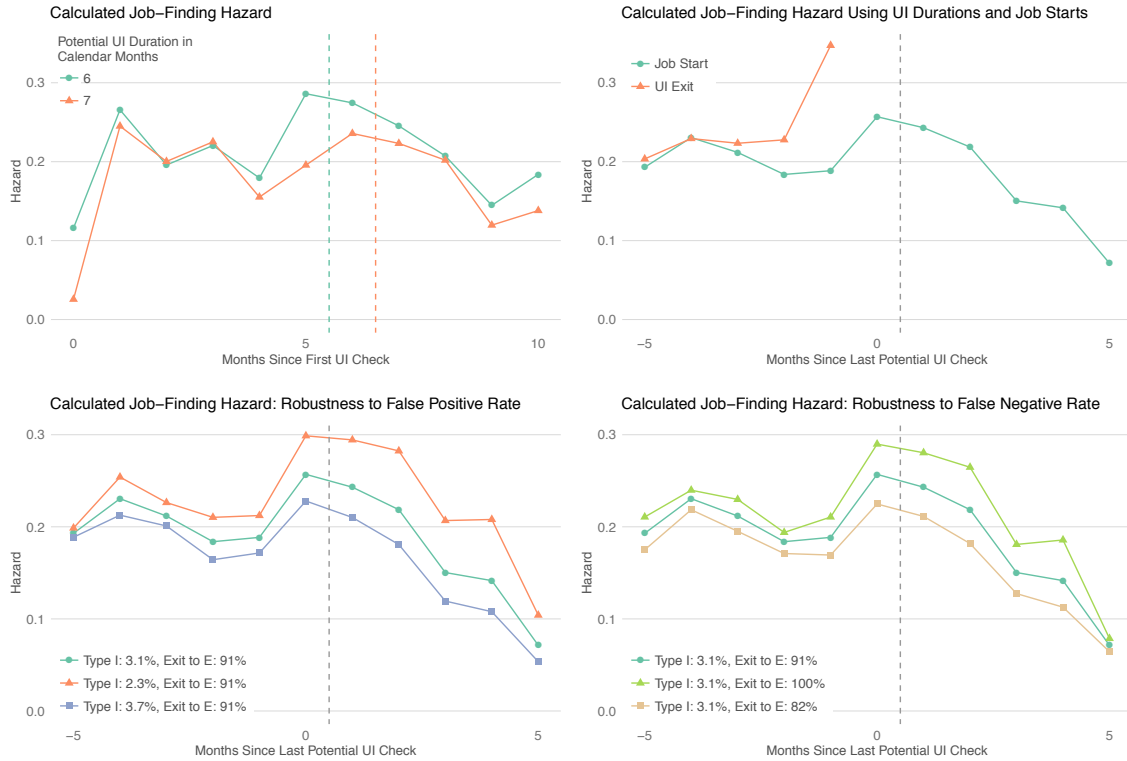 Calculated Job−Finding Hazard
Potential UI Duration in
Calendar Months
6
7
0.3
0.2
0.1
0.0
Hazard
0
5
10
Months Since First UI Check
Calculated Job−Finding Hazard Using UI Durations and Job Starts
Job Start
UI Exit
0.3
0.2
0.1
0.0
Hazard
−5
0
5
Months Since Last Potential UI Check
Calculated Job−Finding Hazard: Robustness to False Positive Rate
0.3
0.2
0.1
0.0
Hazard
Type I: 3.1%, Exit to E: 91%
Type I: 2.3%, Exit to E: 91%
Type I: 3.7%, Exit to E: 91%
−5
0
5
Months Since Last Potential UI Check
Calculated Job−Finding Hazard: Robustness to False Negative Rate
0.3
0.2
0.1
0.0
Hazard
Type I: 3.1%, Exit to E: 91%
Type I: 3.1%, Exit to E: 100%
Type I: 3.1%, Exit to E: 82%
−5
0
5
Months Since Last Potential UI Check